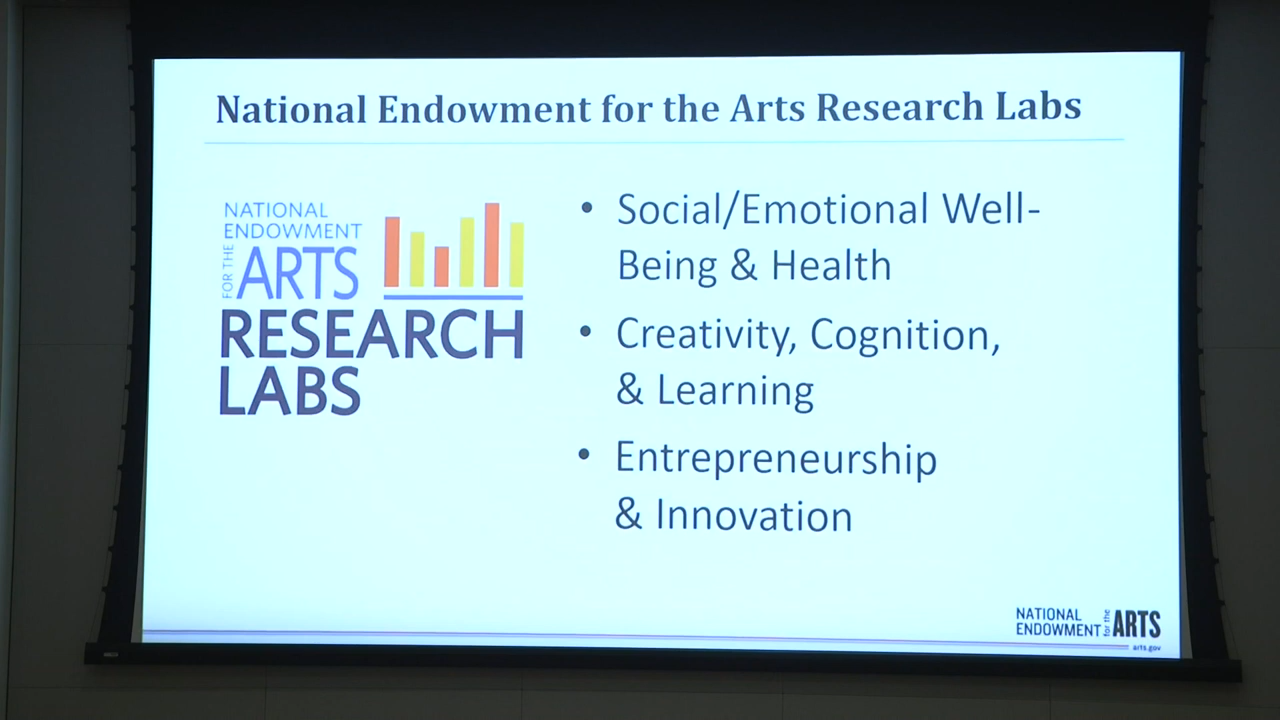 National Endowment for the Arts Research Labs
NATIONAL
ENDOWMENT
FOR THE
ARTS
RESEARCH
LABS
• Social/Emotional Well-
Being & Health
• Creativity, Cognition,
& Learning
• Entrepreneurship
& Innovation
NATIONAL
ENDOWMENT
for the
ARTS
arts.gov